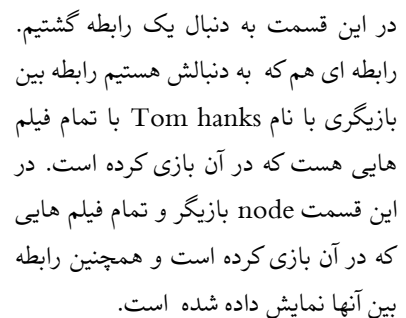 در این قسمت به دنبال یک رابطه گشتیم.
رابطه ای هم که به دنبالش هستیم رابطه بین
بازیگری با نام Tom hanks با تمام فیلم
هایی هست که در آن بازی کرده است. در
این قسمت node بازیگر و تمام فیلم هایی
که در آن بازی کرده است و همچنین رابطه
بین آنها نمایش داده شده است.